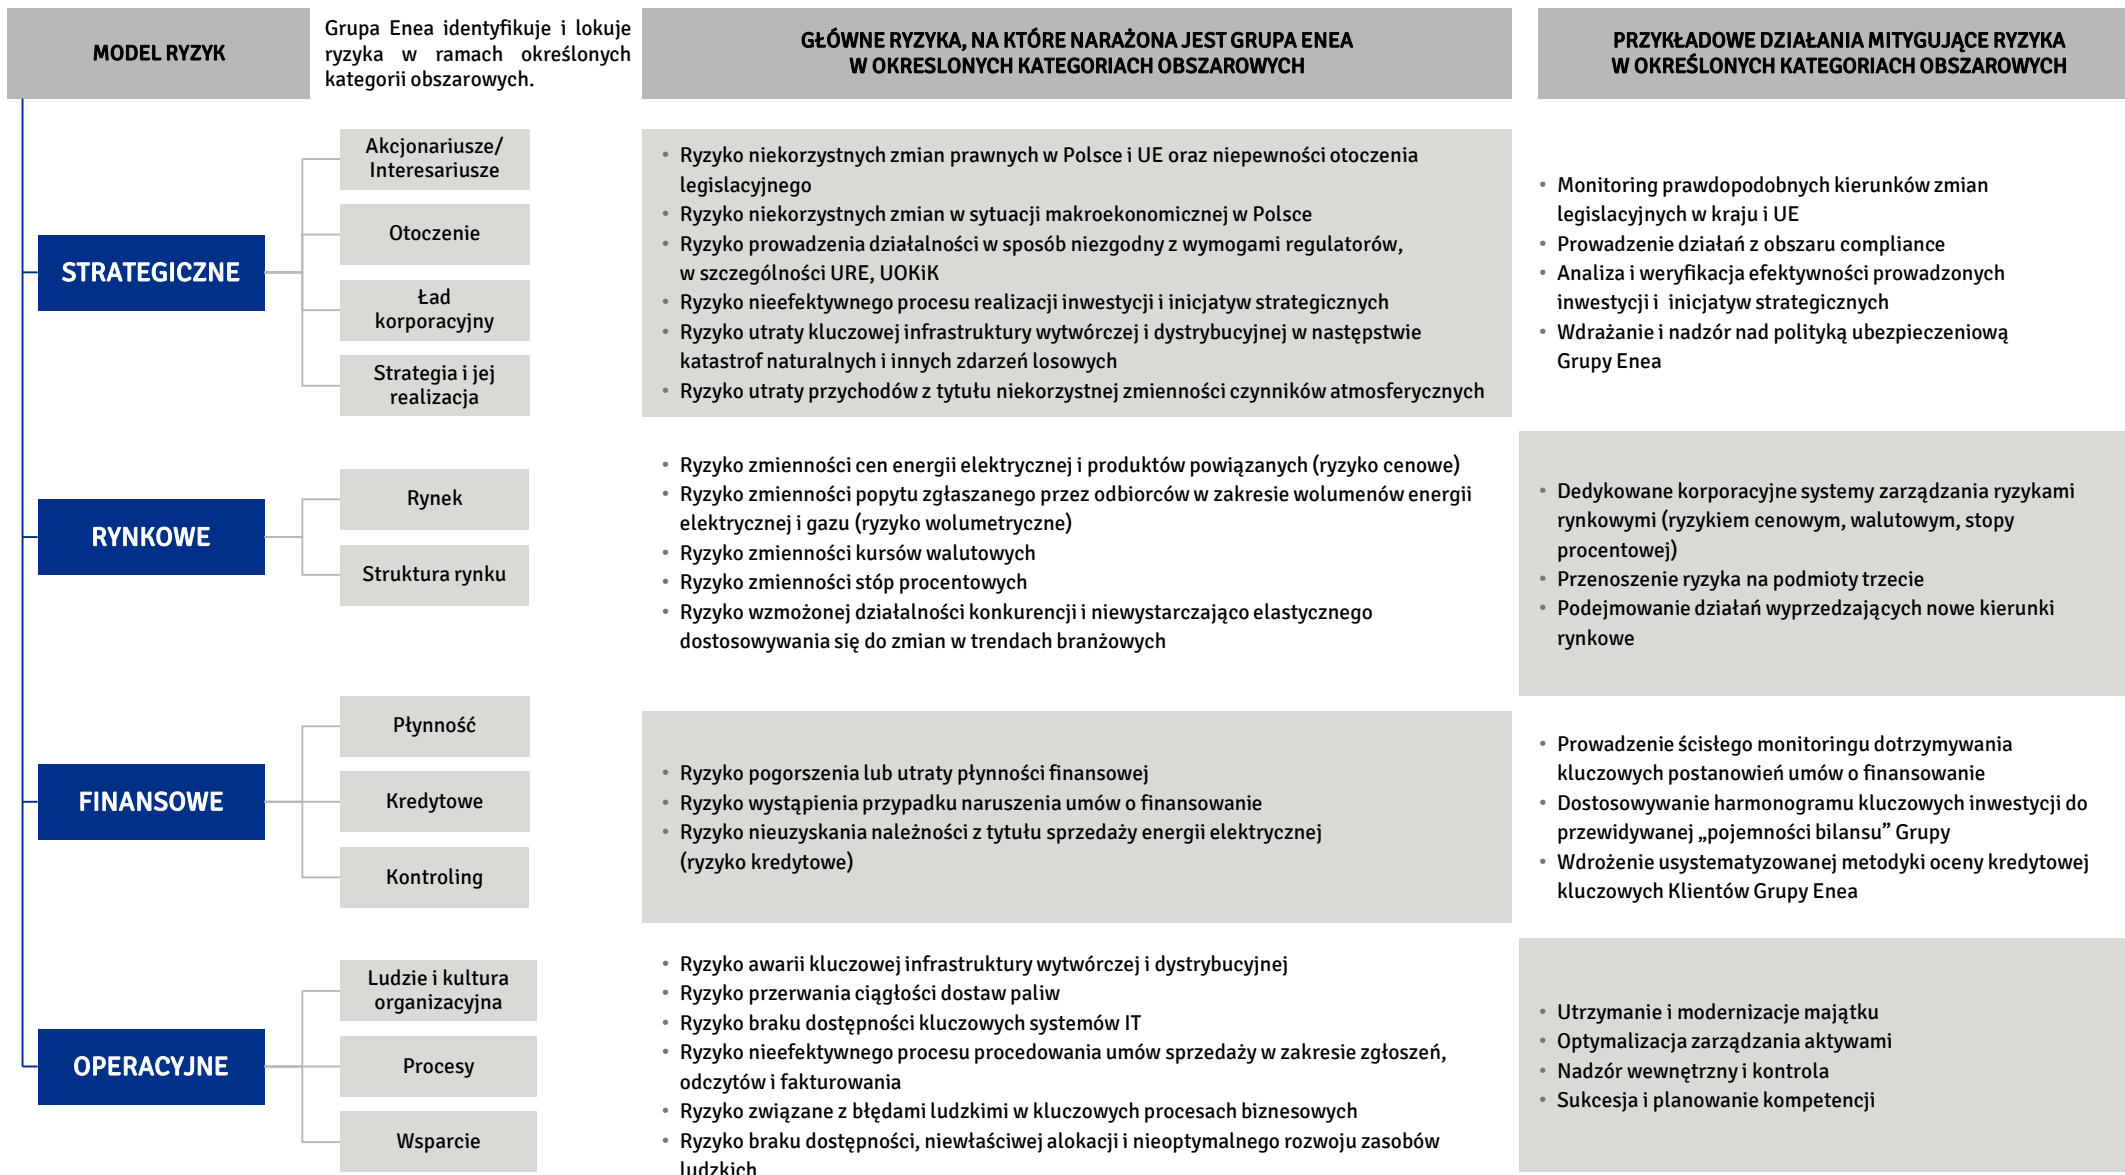 MODEL RYZYK
Grupa Enea identyfikuje i lokuje
ryzyka w ramach określonych
kategorii obszarowych.
GŁÓWNE RYZYKA, NA KTÓRE NARAŻONA JEST GRUPA ENEA
W OKRESLONYCH KATEGORIACH OBSZAROWYCH
PRZYKŁADOWE DZIAŁANIA MITYGUJĄCE RYZYKA
W OKREŚLONYCH KATEGORIACH OBSZAROWYCH
STRATEGICZNE
Akcjonariusze/
Interesariusze
Otoczenie
Ład
korporacyjny
Strategia i jej
realizacja
• Ryzyko niekorzystnych zmian prawnych w Polsce i UE oraz niepewności otoczenia
legislacyjnego
• Ryzyko niekorzystnych zmian w sytuacji makroekonomicznej w Polsce
• Ryzyko prowadzenia działalności w sposób niezgodny z wymogami regulatorów,
w szczególności URE, UOKiK
• Ryzyko nieefektywnego procesu realizacji inwestycji i inicjatyw strategicznych
• Ryzyko utraty kluczowej infrastruktury wytwórczej i dystrybucyjnej w następstwie
katastrof naturalnych i innych zdarzeń losowych
• Ryzyko utraty przychodów z tytułu niekorzystnej zmienności czynników atmosferycznych
• Monitoring prawdopodobnych kierunków zmian
legislacyjnych w kraju i UE
• Prowadzenie działań z obszaru compliance
• Analiza i weryfikacja efektywności prowadzonych
inwestycji i inicjatyw strategicznych
• Wdrażanie i nadzór nad polityką ubezpieczeniową
Grupy Enea
RYNKOWE
Rynek
Struktura rynku
• Ryzyko zmienności cen energii elektrycznej i produktów powiązanych (ryzyko cenowe)
• Ryzyko zmienności popytu zgłaszanego przez odbiorców w zakresie wolumenów energii
elektrycznej i gazu (ryzyko wolumetryczne)
• Ryzyko zmienności kursów walutowych
• Ryzyko zmienności stóp procentowych
• Ryzyko wzmożonej działalności konkurencji i niewystarczająco elastycznego
dostosowywania się do zmian w trendach branżowych
• Dedykowane korporacyjne systemy zarządzania ryzykami
rynkowymi (ryzykiem cenowym, walutowym, stopy
procentowej)
• Przenoszenie ryzyka na podmioty trzecie
• Podejmowanie działań wyprzedzających nowe kierunki
rynkowe
FINANSOWE
Płynność
Kredytowe
Kontroling
• Ryzyko pogorszenia lub utraty płynności finansowej
• Ryzyko wystąpienia przypadku naruszenia umów o finansowanie
• Ryzyko nieuzyskania należności z tytułu sprzedaży energii elektrycznej
(ryzyko kredytowe)
• Prowadzenie ścisłego monitoringu dotrzymywania
kluczowych postanowień umów o finansowanie
• Dostosowywanie harmonogramu kluczowych inwestycji do
przewidywanej „pojemności bilansu” Grupy
• Wdrożenie usystematyzowanej metodyki oceny kredytowej
kluczowych Klientów Grupy Enea
OPERACYJNE
Ludzie i kultura
organizacyjna
Procesy
Wsparcie
• Ryzyko awarii kluczowej infrastruktury wytwórczej i dystrybucyjnej
• Ryzyko przerwania ciągłości dostaw paliw
• Ryzyko braku dostępności kluczowych systemów IT
• Ryzyko nieefektywnego procesu procedowania umów sprzedaży w zakresie zgłoszeń,
odczytów i fakturowania
• Ryzyko związane z błędami ludzkimi w kluczowych procesach biznesowych
• Ryzyko braku dostępności, niewłaściwej alokacji i nieoptymalnego rozwoju zasobów
ludzkich
• Utrzymanie i modernizacje majątku
• Optymalizacja zarządzania aktywami
• Nadzór wewnętrzny i kontrola
• Sukcesja i planowanie kompetencji